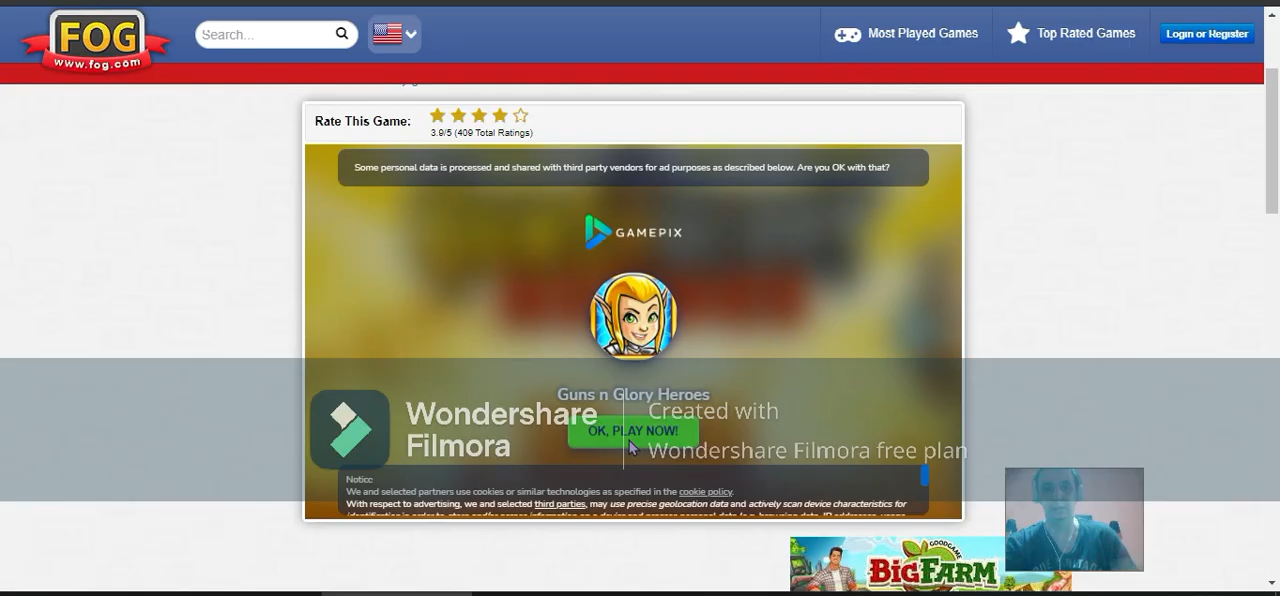 FOG
www.fog.com
Search...
Most Played Games
Top Rated Games
Login or Register
Rate This Game:
3.9/5 (409 Total Ratings)
Some personal data is processed and shared with third party vendors for ad purposes as described below. Are you OK with that?
GAMEPIX
Guns n Glory Heroes
OK, PLAY NOW!
Wondershare
Filmora
Created with
Wondershare Filmora free plan
Notice
We and selected partners use cookies or similar technologies as specified in the cookie policy.
With respect to advertising, we and selected third parties, may use precise geolocation data and actively scan device characteristics for
GOODGAME
BIGFARM